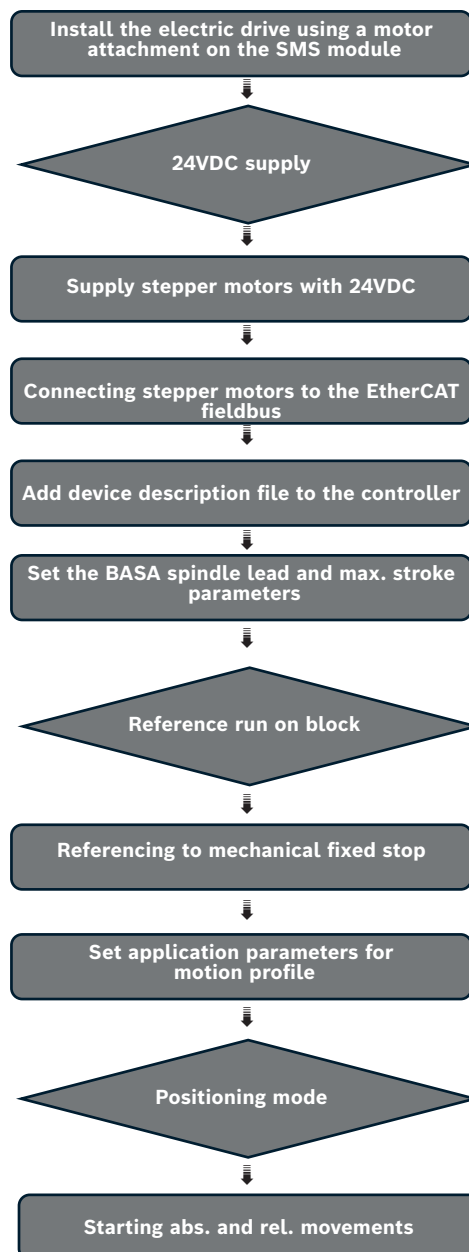 Install the electric drive using a motor
attachment on the SMS module
24VDC supply
Supply stepper motors with 24VDC
Connecting stepper motors to the EtherCAT
fieldbus
Add device description file to the controller
Set the BASA spindle lead and max. stroke
parameters
Reference run on block
Referencing to mechanical fixed stop
Set application parameters for
motion profile
Positioning mode
Starting abs. and rel. movements